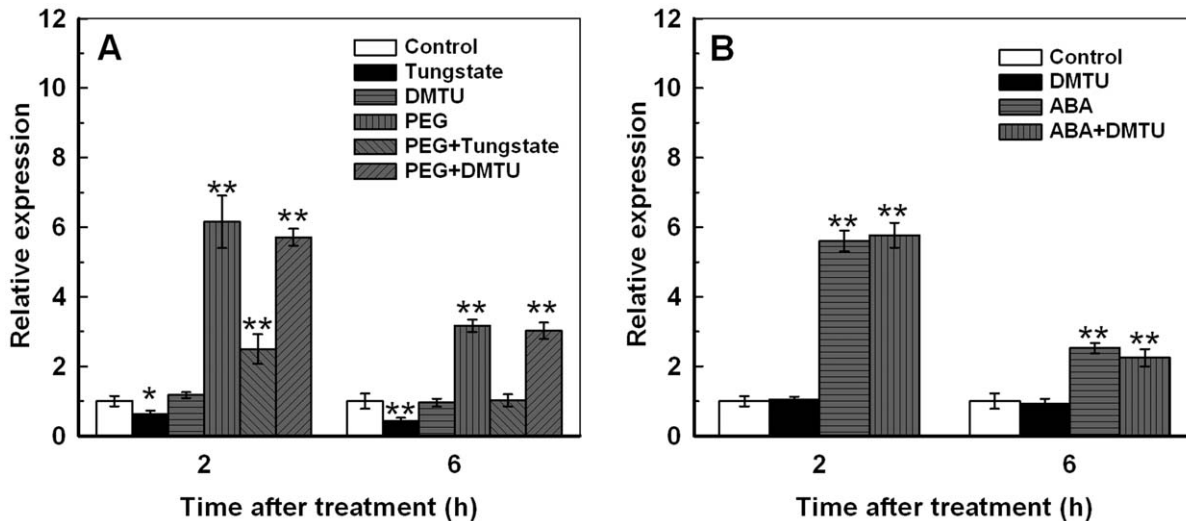 A
Relative expression
12
10
8
6
4
2
0
Control
Tungstate
DMTU
PEG
PEG+Tungstate
PEG+DMTU
*
**
**
**
**
**
**
2
6
Time after treatment (h)
B
Relative expression
12
10
8
6
4
2
0
Control
DMTU
ABA
ABA+DMTU
**
**
**
**
2
6
Time after treatment (h)